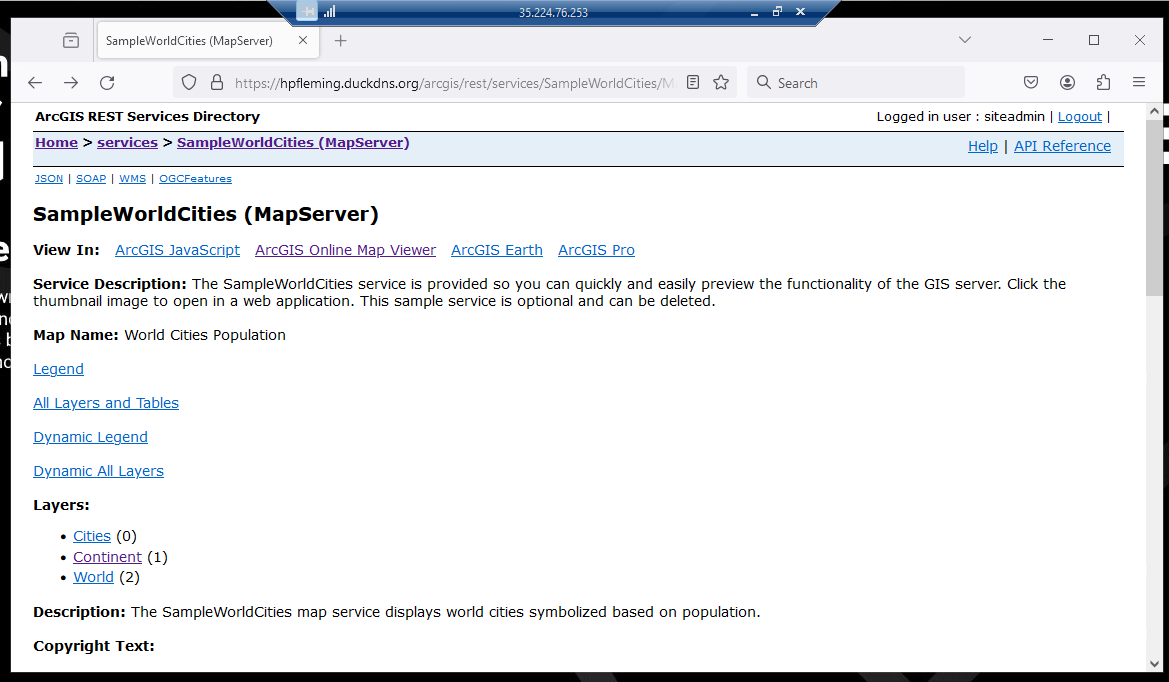 35.224.76.253
SampleWorldCities (MapServer)
https://hpfleming.duckdns.org/arcgis/rest/services/SampleWorldCities/M
Search
ArcGIS REST Services Directory
Logged in user : siteadmin | Logout |
Home > services > SampleWorldCities (MapServer)
Help | API Reference
JSON | SOAP | WMS | OGCFeatures
SampleWorldCities (MapServer)
View In: ArcGIS JavaScript ArcGIS Online Map Viewer ArcGIS Earth ArcGIS Pro
Service Description: The SampleWorldCities service is provided so you can quickly and easily preview the functionality of the GIS server. Click the
thumbnail image to open in a web application. This sample service is optional and can be deleted.
Map Name: World Cities Population
Legend
All Layers and Tables
Dynamic Legend
Dynamic All Layers
Layers:
• Cities (0)
• Continent (1)
• World (2)
Description: The SampleWorldCities map service displays world cities symbolized based on population.
Copyright Text: